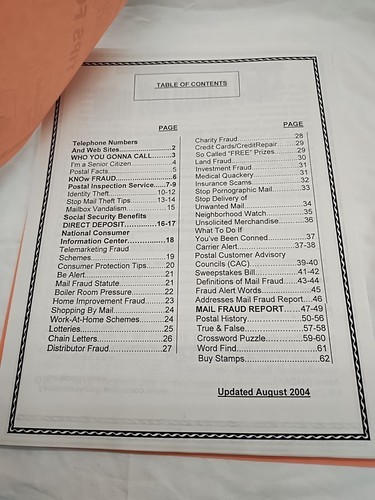 TABLE OF CONTENTS
PAGE
Telephone Numbers
And Web Sites.....................2
WHO YOU GONNA CALL........3
I'm a Senior Citizen..................4
Postal Facts............................5
KNOw FRAUD........................6
Postal Inspection Service.....7-9
Identity Theft......................10-12
Stop Mail Theft Tips............13-14
Mailbox Vandalism..................15
Social Security Benefits
DIRECT DEPOSIT.............16-17
National Consumer
Information Center...............18
Telemarketing Fraud
Schemes................................19
Consumer Protection Tips......20
Be Alert..................................21
Mail Fraud Statute.................21
Boiler Room Pressure............22
Home Improvement Fraud......23
Shopping By Mail...................24
Work-At-Home Schemes........24
Lotteries................................25
Chain Letters.........................26
Distributor Fraud....................27
PAGE
Charity Fraud.........................28
Credit Cards/CreditRepair......29
So Called "FREE" Prizes........29
Land Fraud............................30
Investment Fraud...................31
Medical Quackery..................31
Insurance Scams...................32
Stop Pornographic Mail..........33
Stop Delivery of
Unwanted Mail.......................34
Neighborhood Watch..............35
Unsolicited Merchandise........36
What To Do If
You've Been Conned.............37
Carrier Alert......................37-38
Postal Customer Advisory
Councils (CAC)................39-40
Sweepstakes Bill..............41-42
Definitions of Mail Fraud....43-44
Fraud Alert Words..................45
Addresses Mail Fraud Report...46
MAIL FRAUD REPORT......47-49
Postal History....................50-56
True & False......................57-58
Crossword Puzzle..............59-60
Word Find..............................61
Buy Stamps...........................62
Updated August 2004